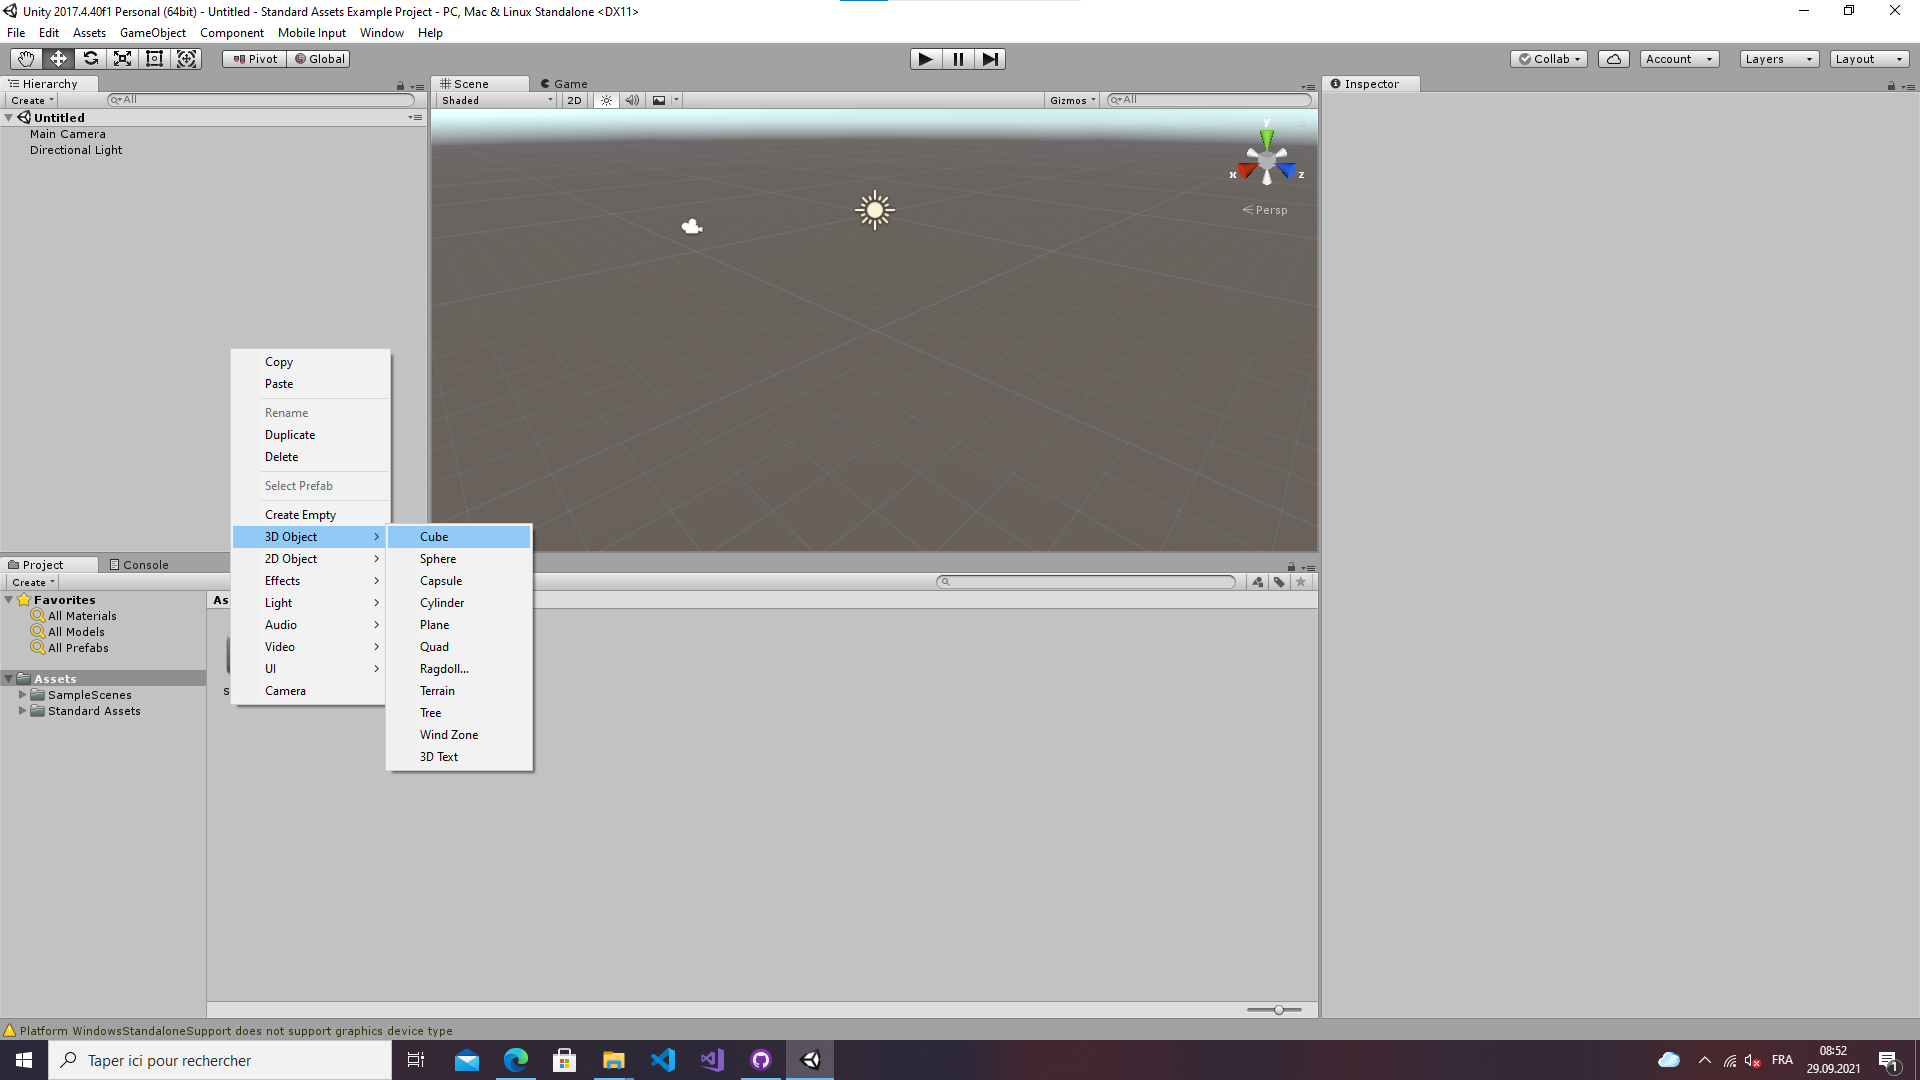 Unity 2017.4.40f1 Personal (64bit) - Untitled - Standard Assets Example Project - PC, Mac & Linux Standalone <DX11>
File Edit Assets GameObject Component Mobile Input Window Help
Pivot Global Collab Account Layers Layout
Hierarchy
Create All
Untitled
Main Camera
Directional Light
Scene Game
Shaded 2D Gizmos All
y
x z
Persp
Inspector
Copy
Paste
Rename
Duplicate
Delete
Select Prefab
Create Empty
3D Object
2D Object
Effects
Light
Audio
Video
UI
Camera
Cube
Sphere
Capsule
Cylinder
Plane
Quad
Ragdoll...
Terrain
Tree
Wind Zone
3D Text
Project Console
Create
Favorites
All Materials
All Models
All Prefabs
Assets
SampleScenes
Standard Assets
As
S
Platform WindowsStandaloneSupport does not support graphics device type
Taper ici pour rechercher
FRA
08:52
29.09.2021
1